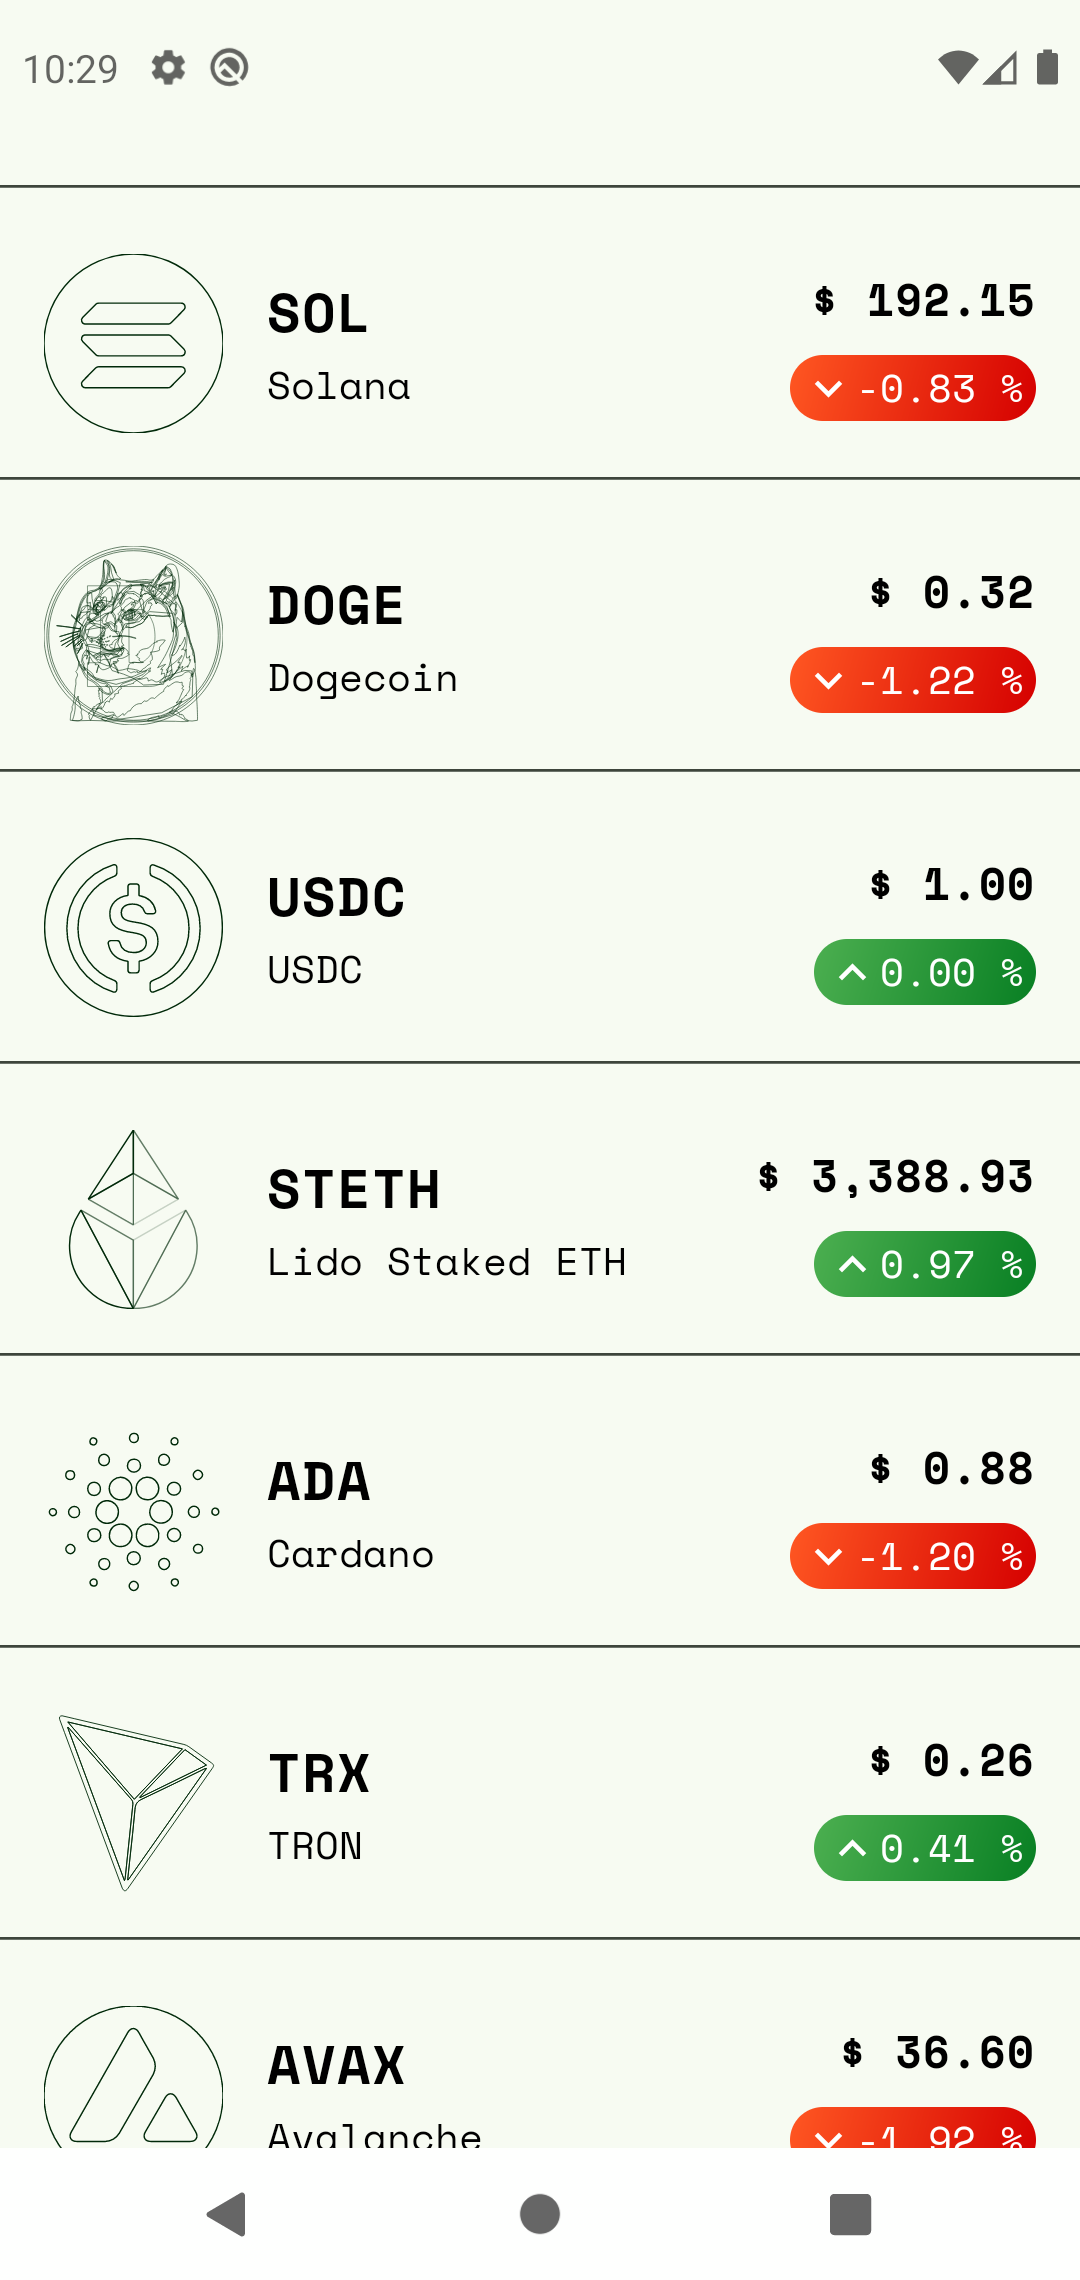 10:29
SOL
$ 192.15
Solana
-0.83 %
DOGE
$ 0.32
Dogecoin
-1.22 %
USDC
$ 1.00
USDC
0.00 %
STETH
$ 3,388.93
Lido Staked ETH
0.97 %
ADA
$ 0.88
Cardano
-1.20 %
TRX
$ 0.26
TRON
0.41 %
AVAX
$ 36.60
Avalanche
-1.92 %